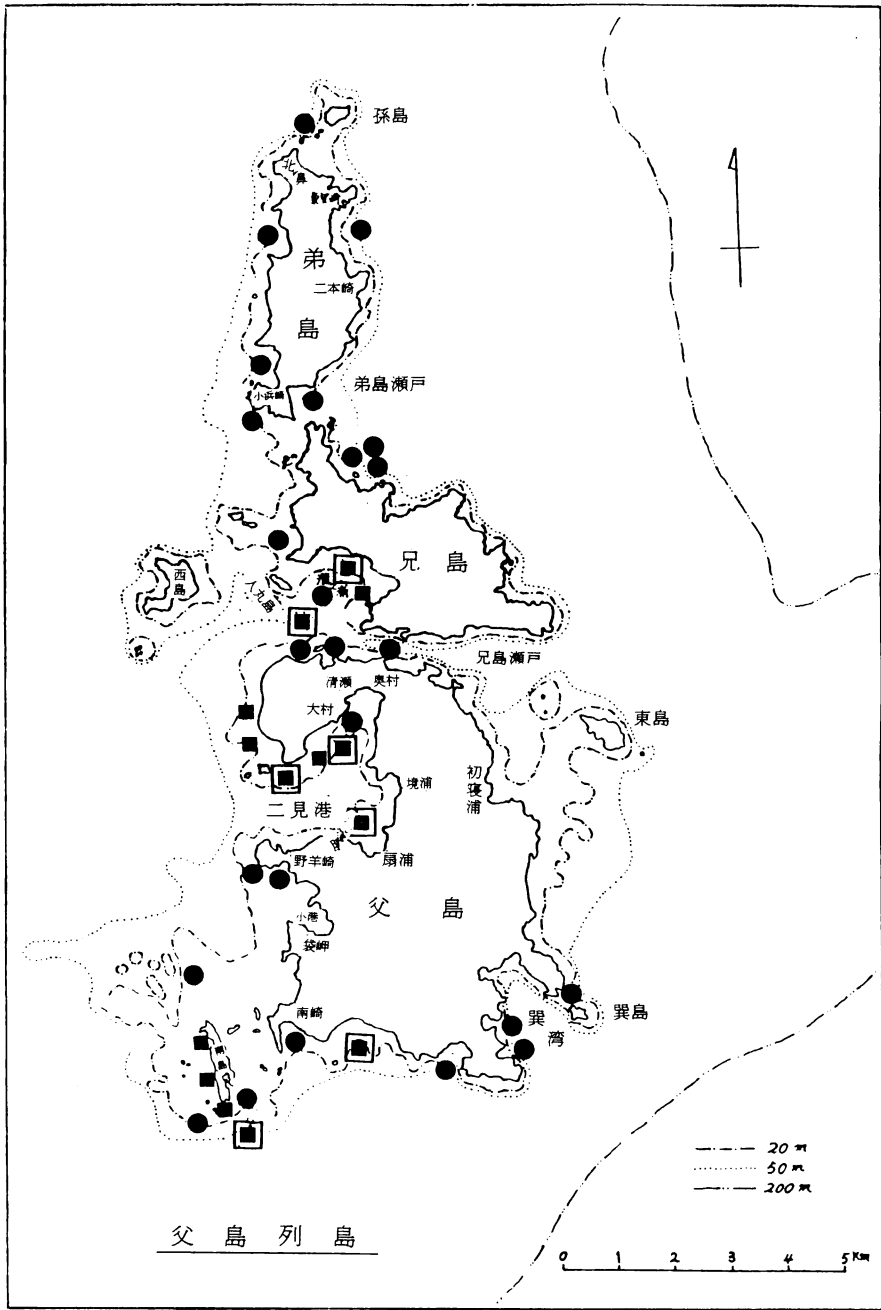 孫島
北鼻
弟島
二本崎
弟島瀬戸
小浜崎
兄島
西島
人丸島
兄島瀬戸
清瀬
奥村
東島
大村
境浦
初寝浦
二見港
野羊崎
扇浦
父島
小港
袋岬
南崎
巽湾
巽島
南島
20 m
50 m
200 m
父島列島
0 1 2 3 4 5 Km